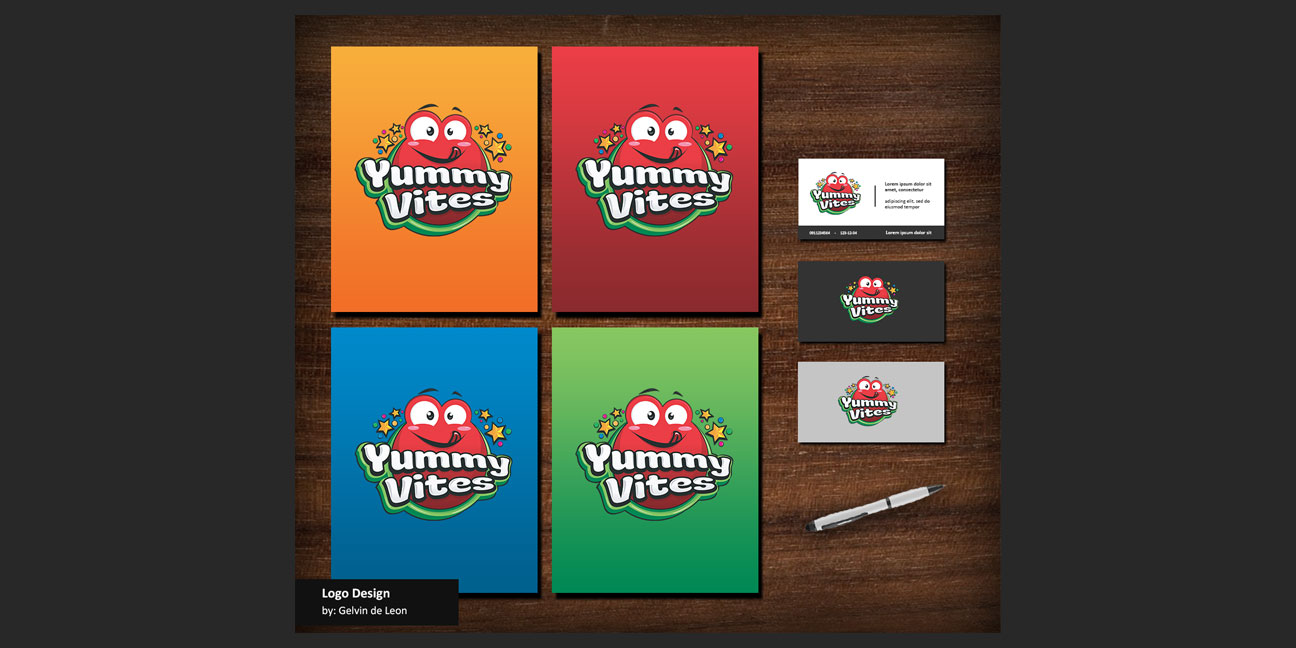 Yummy
Vites
Yummy
Vites
Yummy
Vites
Yummy
Vites
Yummy
Vites
Lorem ipsum dolor sit
amet, consectetur
adipiscing elit, sed do
eiusmod tempor
Lorem ipsum dolor sit
Yummy
Vites
Yummy
Vites
Logo Design
by: Gelvin de Leon